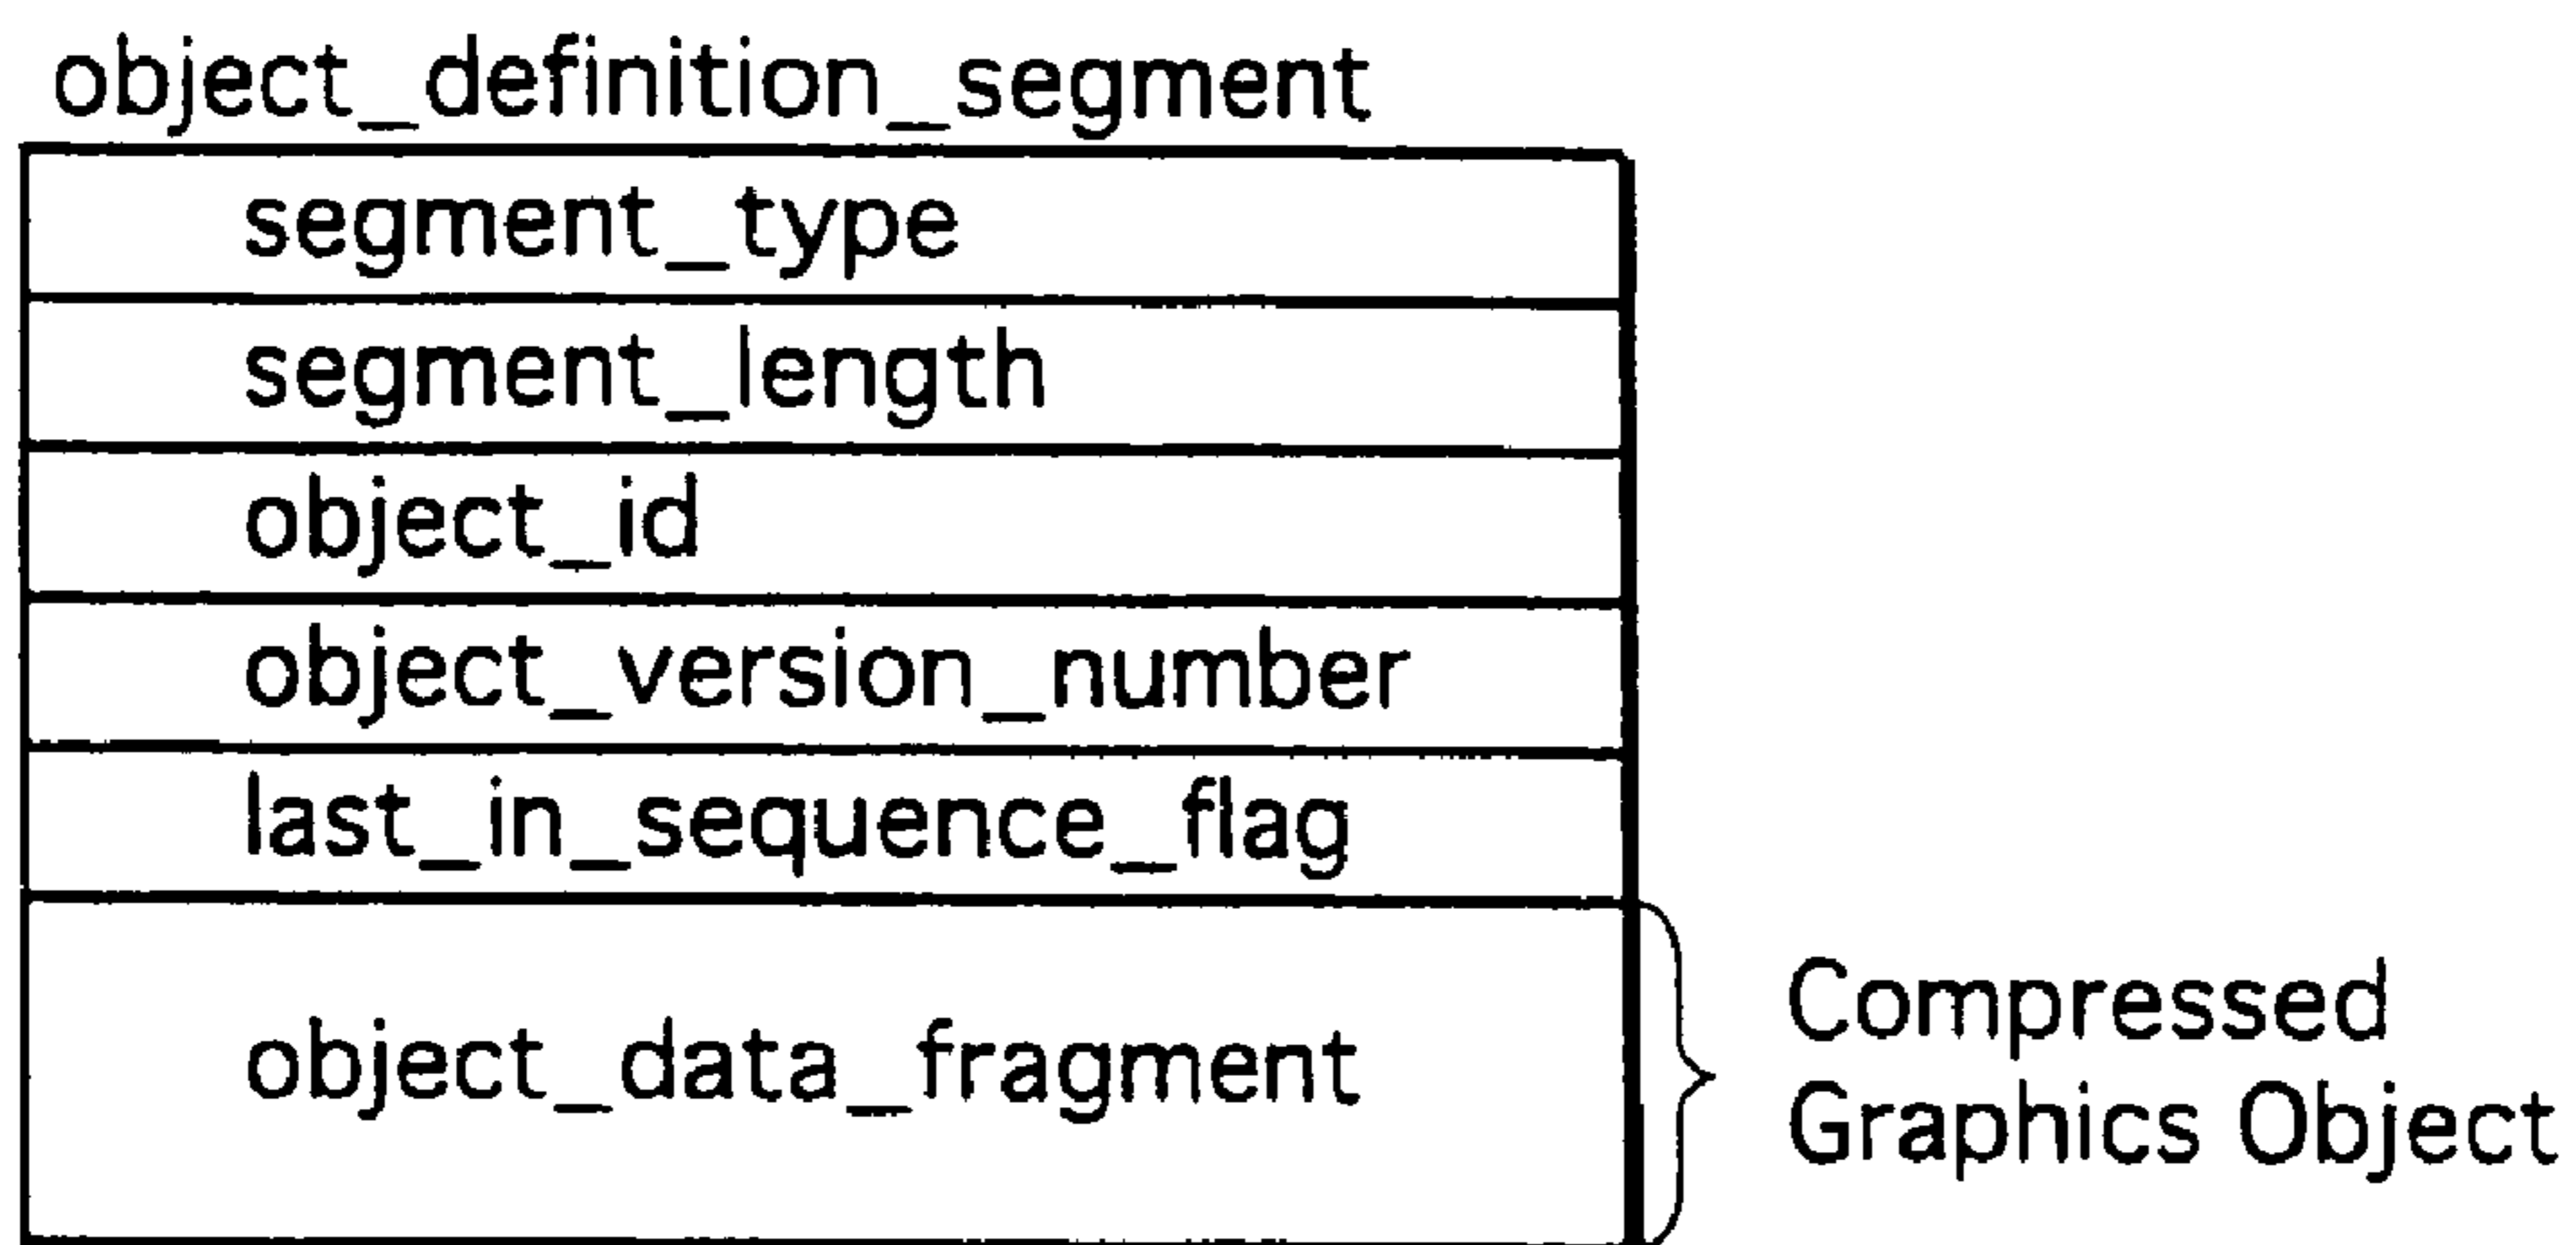 object_definition_segment
segment_type
segment_length
object_id
object_version_number
last_in_sequence_flag
object_data_fragment
Compressed
Graphics Object